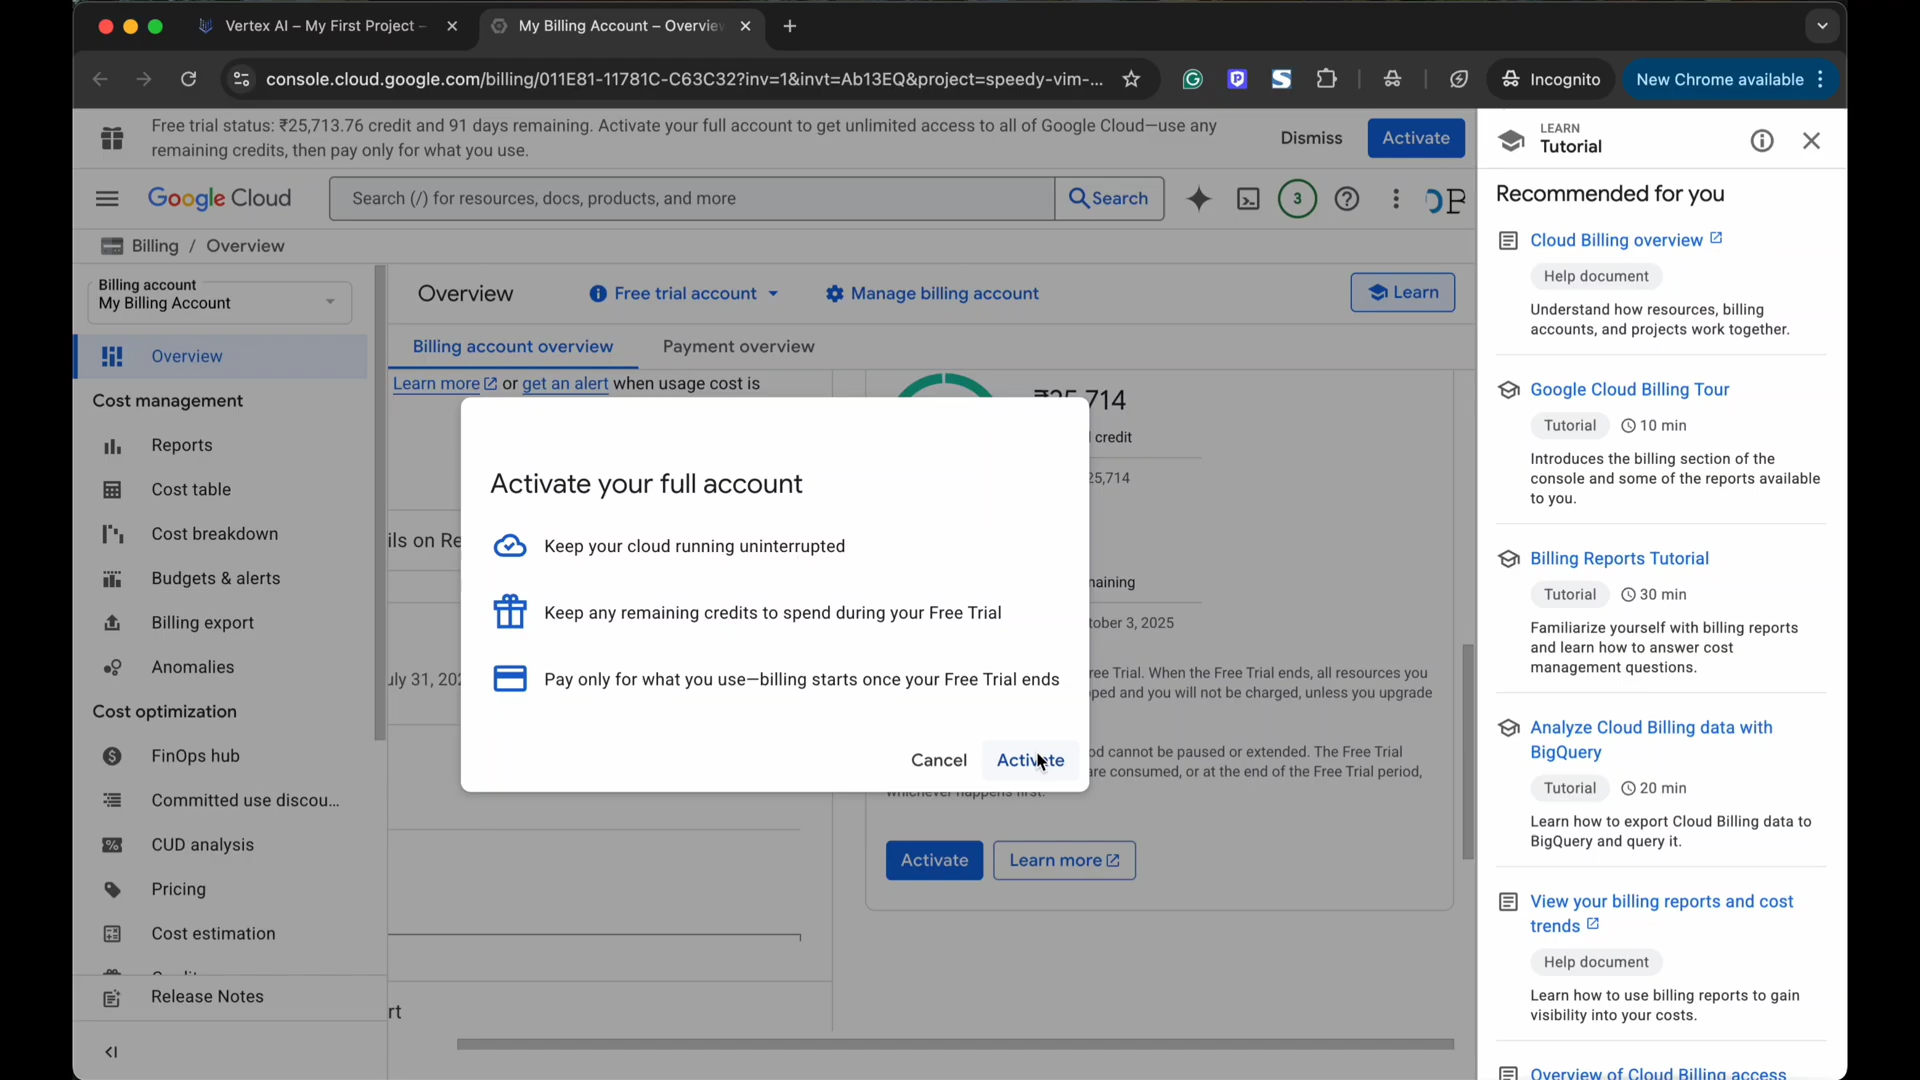 Vertex AI – My First Project –
My Billing Account – Overview
console.cloud.google.com/billing/011E81-11781C-C63C32?inv=1&invt=Ab13EQ&project=speedy-vim-...
Incognito
New Chrome available
Free trial status: ₹25,713.76 credit and 91 days remaining. Activate your full account to get unlimited access to all of Google Cloud—use any
remaining credits, then pay only for what you use.
Dismiss
Activate
Google Cloud
Search (/) for resources, docs, products, and more
Search
3
Billing / Overview
Billing account
My Billing Account
Overview
Cost management
Reports
Cost table
Cost breakdown
Budgets & alerts
Billing export
Anomalies
Cost optimization
FinOps hub
Committed use discou...
CUD analysis
Pricing
Cost estimation
Release Notes
Overview
Free trial account
Manage billing account
Learn
Billing account overview
Payment overview
Learn more or get an alert when usage cost is
₹25,714
credit
25,714
ils on Re
tober 3, 2025
uly 31, 202
ree Trial. When the Free Trial ends, all resources you
ped and you will not be charged, unless you upgrade
od cannot be paused or extended. The Free Trial
are consumed, or at the end of the Free Trial period,
whichever happens first.
Activate
Learn more
rt
Activate your full account
Keep your cloud running uninterrupted
Keep any remaining credits to spend during your Free Trial
Pay only for what you use—billing starts once your Free Trial ends
Cancel
Activate
LEARN
Tutorial
Recommended for you
Cloud Billing overview
Help document
Understand how resources, billing
accounts, and projects work together.
Google Cloud Billing Tour
Tutorial
10 min
Introduces the billing section of the
console and some of the reports available
to you.
Billing Reports Tutorial
Tutorial
30 min
Familiarize yourself with billing reports
and learn how to answer cost
management questions.
Analyze Cloud Billing data with
BigQuery
Tutorial
20 min
Learn how to export Cloud Billing data to
BigQuery and query it.
View your billing reports and cost
trends
Help document
Learn how to use billing reports to gain
visibility into your costs.
Overview of Cloud Billing access